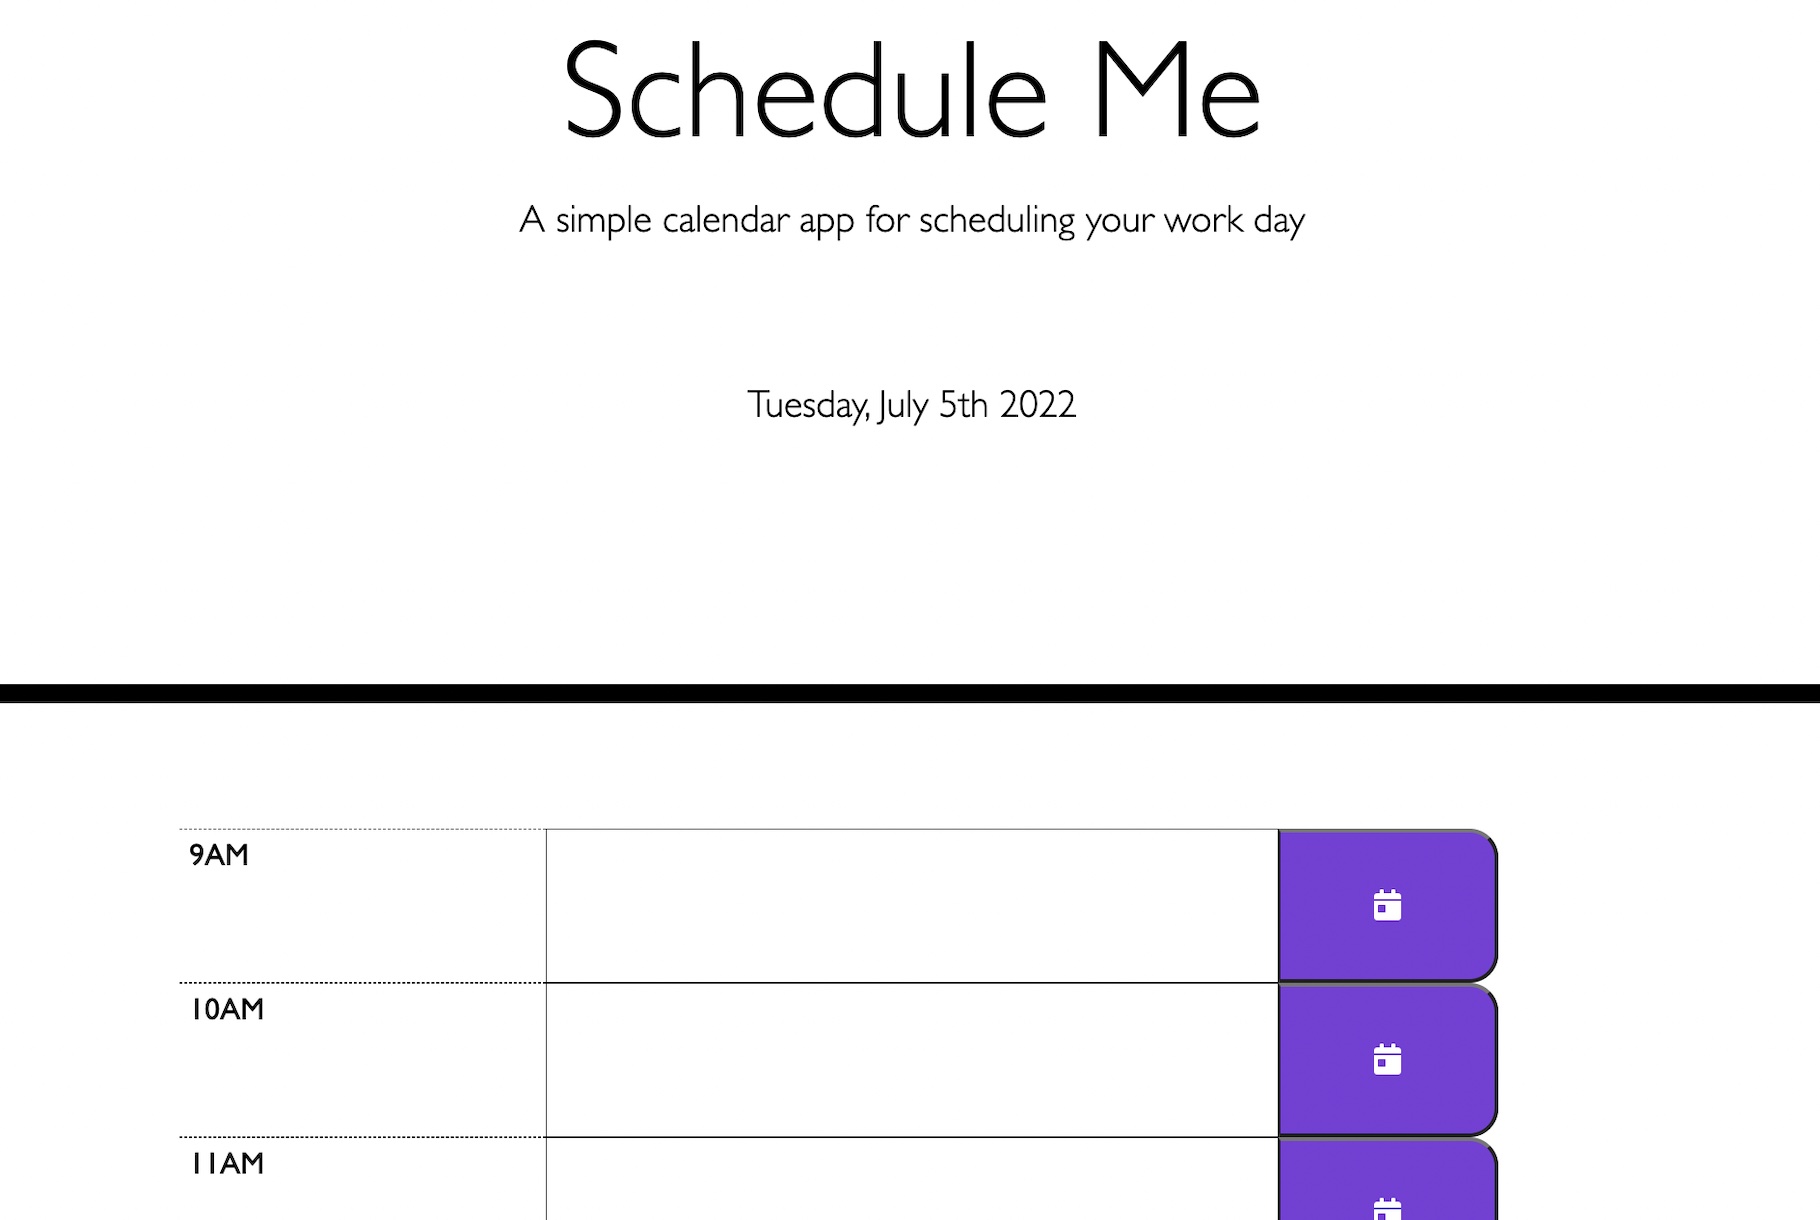 Schedule Me
A simple calendar app for scheduling your work day
Tuesday, July 5th 2022
9AM
10AM
11AM